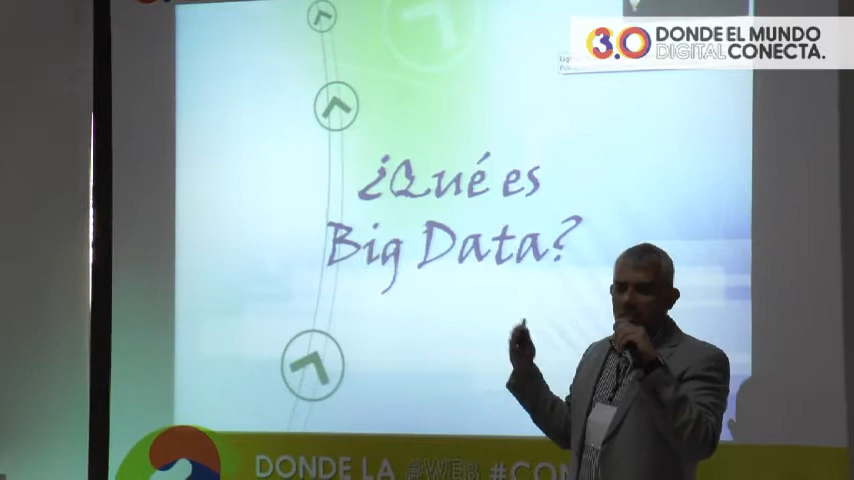 3.0 DONDE EL MUNDO
DIGITAL CONECTA.
¿Qué es
Big Data?
DONDE LA #WEB #CON